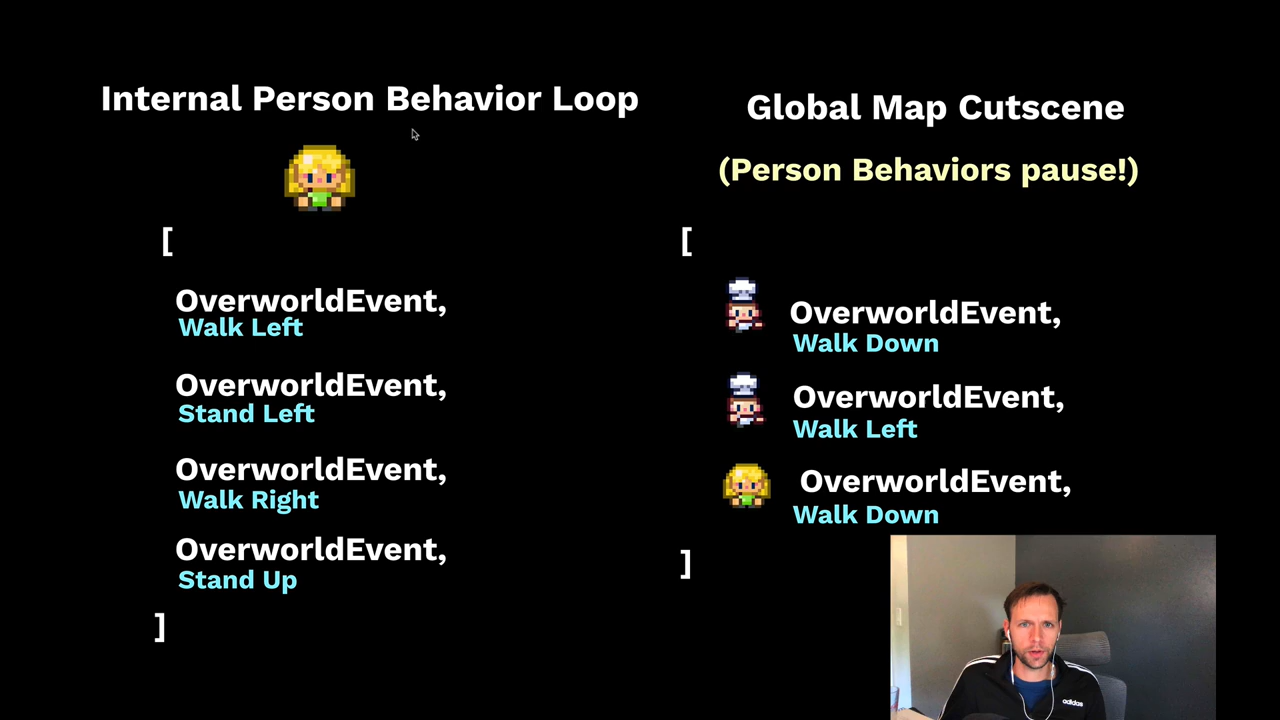 Internal Person Behavior Loop
[
OverworldEvent,
Walk Left
OverworldEvent,
Stand Left
OverworldEvent,
Walk Right
OverworldEvent,
Stand Up
]
Global Map Cutscene
(Person Behaviors pause!)
[
OverworldEvent,
Walk Down
OverworldEvent,
Walk Left
OverworldEvent,
Walk Down
]
adidas